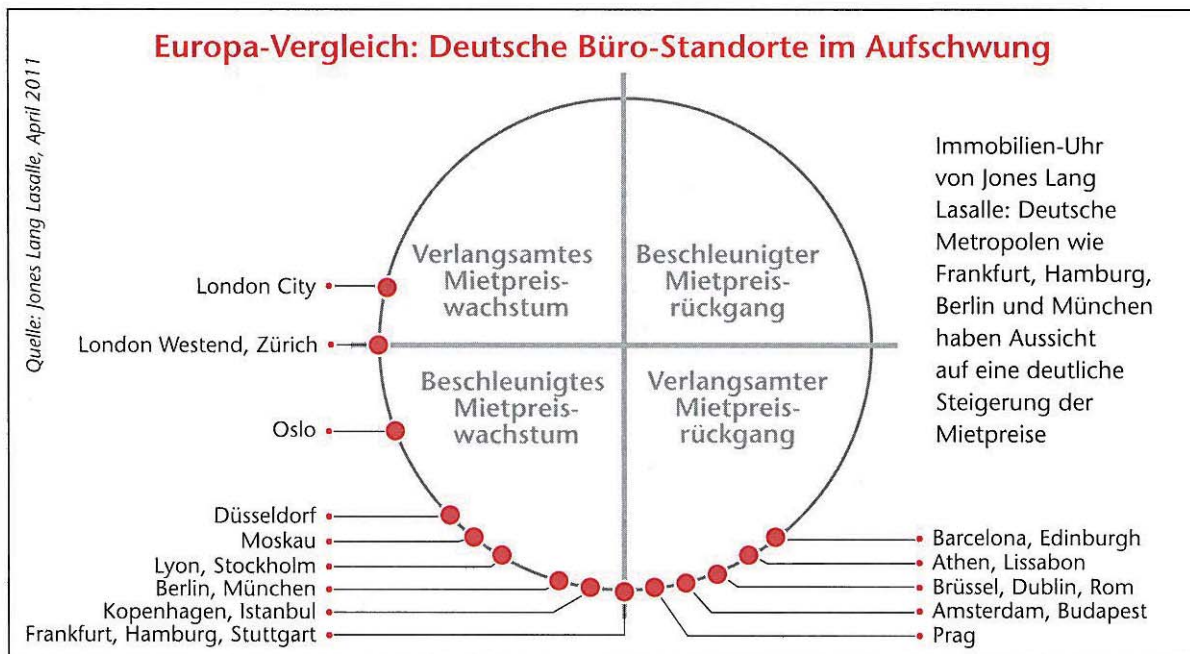 Europa-Vergleich: Deutsche Büro-Standorte im Aufschwung
Quelle: Jones Lang Lasalle, April 2011
Immobilien-Uhr
von Jones Lang
Lasalle: Deutsche
Metropolen wie
Frankfurt, Hamburg,
Berlin und München
haben Aussicht
auf eine deutliche
Steigerung der
Mietpreise
Verlangsamtes
Mietpreis-
wachstum
Beschleunigter
Mietpreis-
rückgang
Beschleunigtes
Mietpreis-
wachstum
Verlangsamter
Mietpreis-
rückgang
London City
London Westend, Zürich
Oslo
Düsseldorf
Moskau
Lyon, Stockholm
Berlin, München
Kopenhagen, Istanbul
Frankfurt, Hamburg, Stuttgart
Barcelona, Edinburgh
Athen, Lissabon
Brüssel, Dublin, Rom
Amsterdam, Budapest
Prag